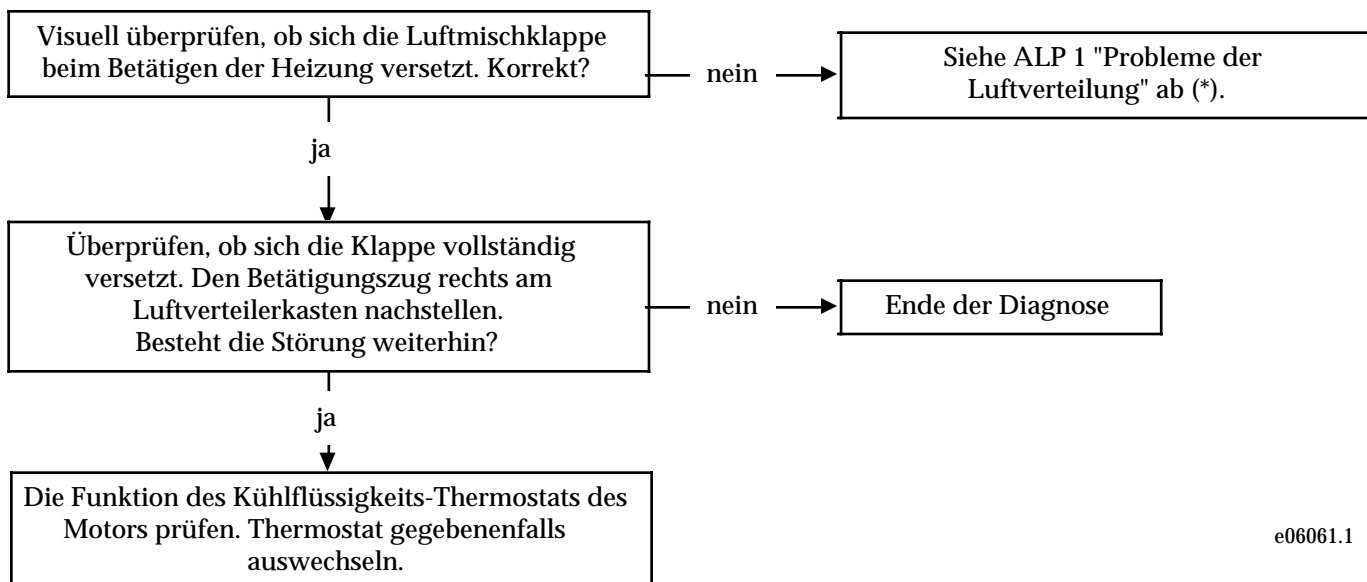 Visuell überprüfen, ob sich die Luftmischklappe
beim Betätigen der Heizung versetzt. Korrekt?
nein
Siehe ALP 1 "Probleme der
Luftverteilung" ab (*).
ja
Überprüfen, ob sich die Klappe vollständig
versetzt. Den Betätigungszug rechts am
Luftverteilerkasten nachstellen.
Besteht die Störung weiterhin?
nein
Ende der Diagnose
ja
Die Funktion des Kühlflüssigkeits-Thermostats des
Motors prüfen. Thermostat gegebenenfalls
auswechseln.
e06061.1